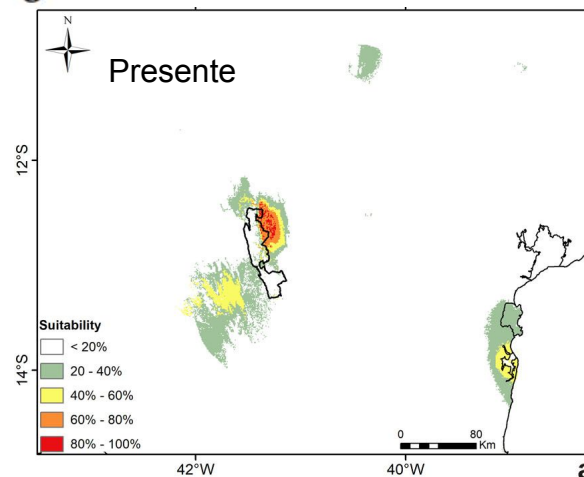 N
Presente
12°S
Suitability
< 20%
20 - 40%
40% - 60%
60% - 80%
80% - 100%
14°S
0 80
Km
42°W 40°W
a